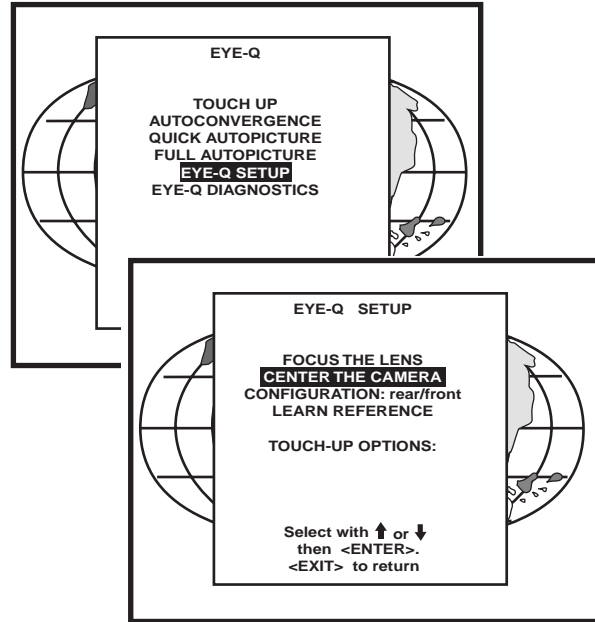 EYE-Q
TOUCH UP
AUTOCONVERGENCE
QUICK AUTOPICTURE
FULL AUTOPICTURE
EYE-Q SETUP
EYE-Q DIAGNOSTICS
EYE-Q SETUP
FOCUS THE LENS
CENTER THE CAMERA
CONFIGURATION: rear/front
LEARN REFERENCE
TOUCH-UP OPTIONS:
Select with ↑ or ↓
then <ENTER>.
<EXIT> to return